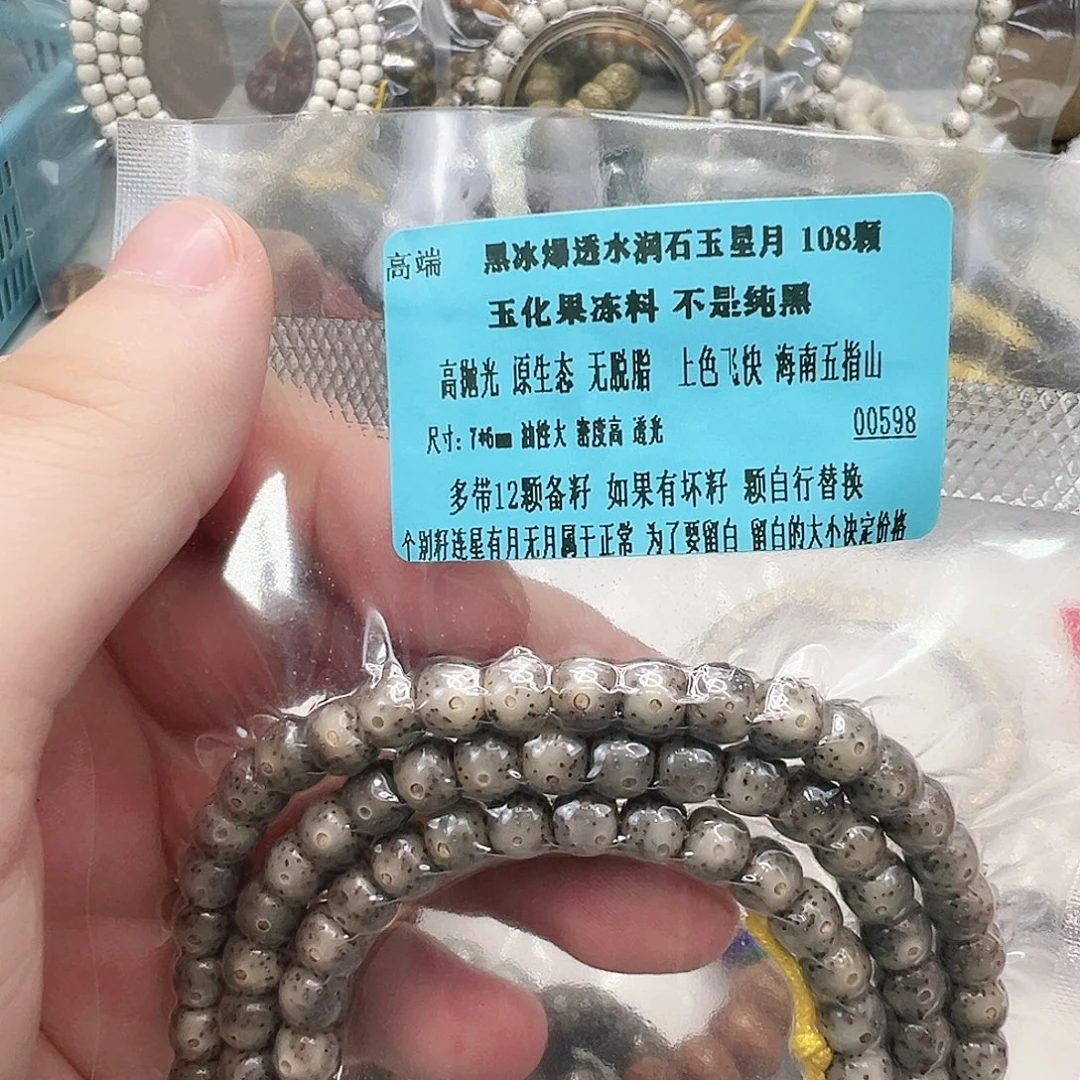 高端 黑冰爆透水润石玉星月 108颗
玉化果冻料 不是纯黑
高抛光 原生态 无脱脂 上色飞快 海南五指山
尺寸: 7*6mm 油性大 密度高 透光 00598
多带12颗备籽 如果有坏籽 颗自行替换
个别籽连星有月无月属于正常 为了要留白 留白的大小决定价格